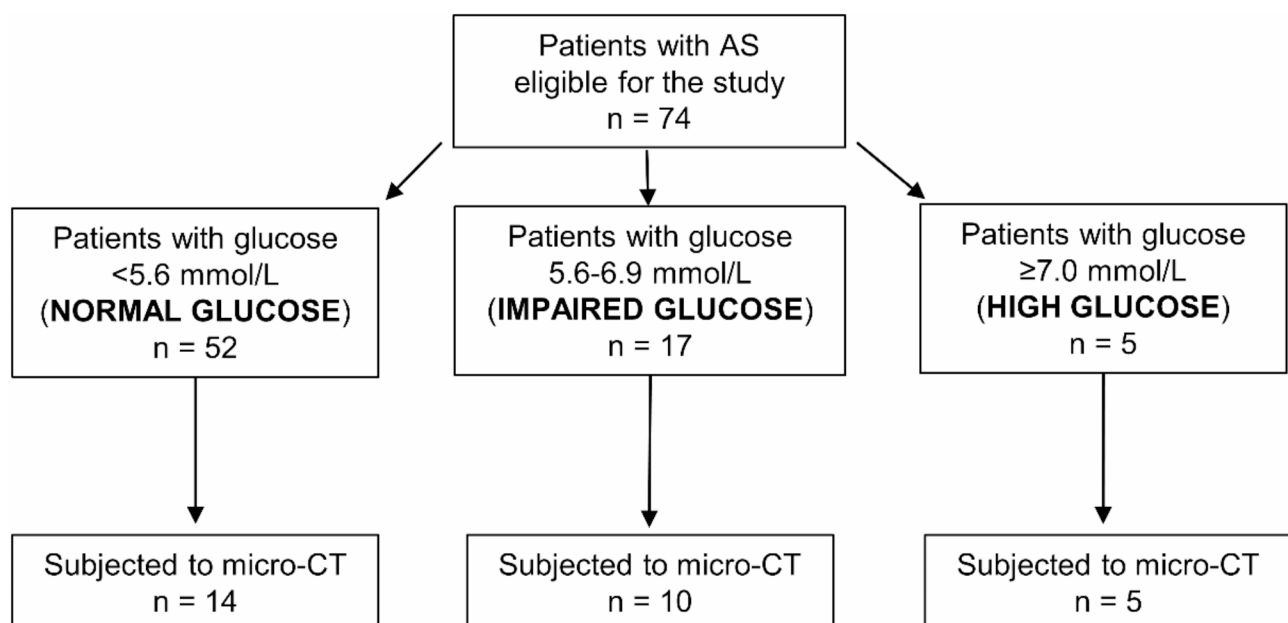 Patients with AS
eligible for the study
n = 74
Patients with glucose
<5.6 mmol/L
(NORMAL GLUCOSE)
n = 52
Patients with glucose
5.6-6.9 mmol/L
(IMPAIRED GLUCOSE)
n = 17
Patients with glucose
≥7.0 mmol/L
(HIGH GLUCOSE)
n = 5
Subjected to micro-CT
n = 14
Subjected to micro-CT
n = 10
Subjected to micro-CT
n = 5